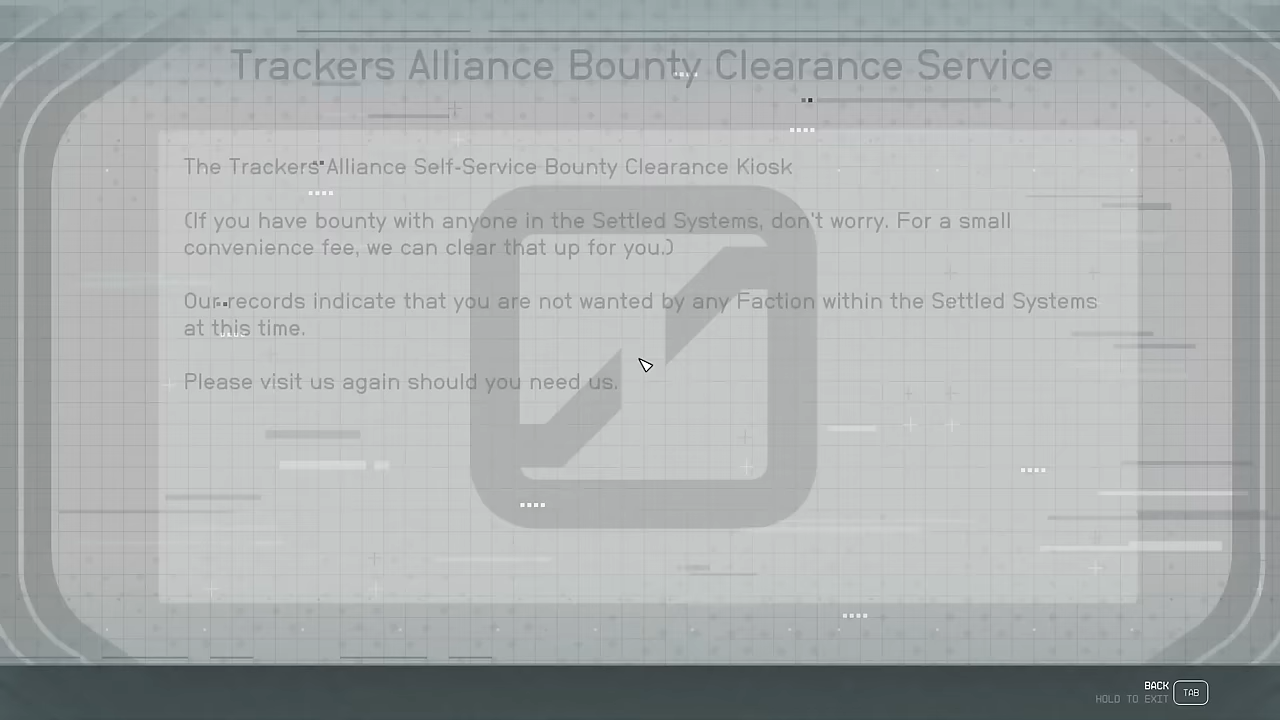 Trackers Alliance Bounty Clearance Service
The Trackers Alliance Self-Service Bounty Clearance Kiosk
(If you have bounty with anyone in the Settled Systems, don't worry. For a small
convenience fee, we can clear that up for you.)
Our records indicate that you are not wanted by any Faction within the Settled Systems
at this time.
Please visit us again should you need us.
BACK
HOLD TO EXIT
TAB